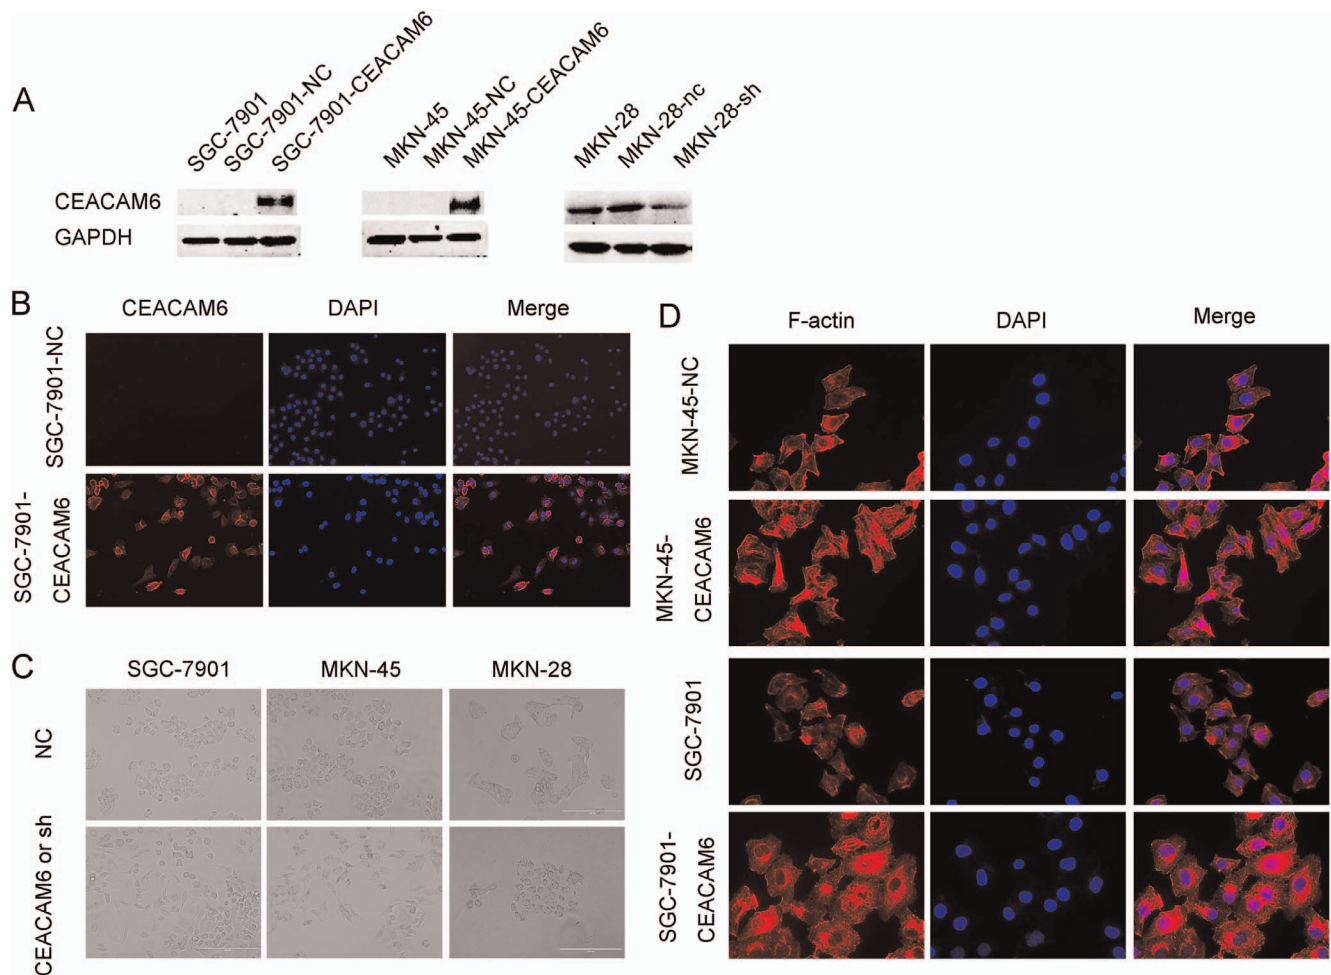 A
SGC-7901
SGC-7901-NC
SGC-7901-CEACAM6
MKN-45
MKN-45-NC
MKN-45-CEACAM6
MKN-28
MKN-28-nc
MKN-28-sh
CEACAM6
GAPDH
B
CEACAM6 DAPI Merge
SGC-7901-NC
SGC-7901-
CEACAM6
C
SGC-7901 MKN-45 MKN-28
NC
CEACAM6 or sh
D
F-actin DAPI Merge
MKN-45-NC
MKN-45-
CEACAM6
SGC-7901
SGC-7901-
CEACAM6